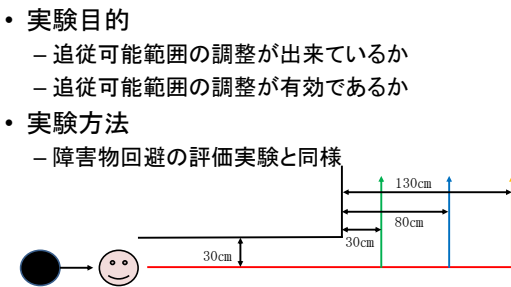 • 実験目的
– 追従可能範囲の調整が出来ているか
– 追従可能範囲の調整が有効であるか
• 実験方法
– 障害物回避の評価実験と同様
130cm
80cm
30cm
30cm